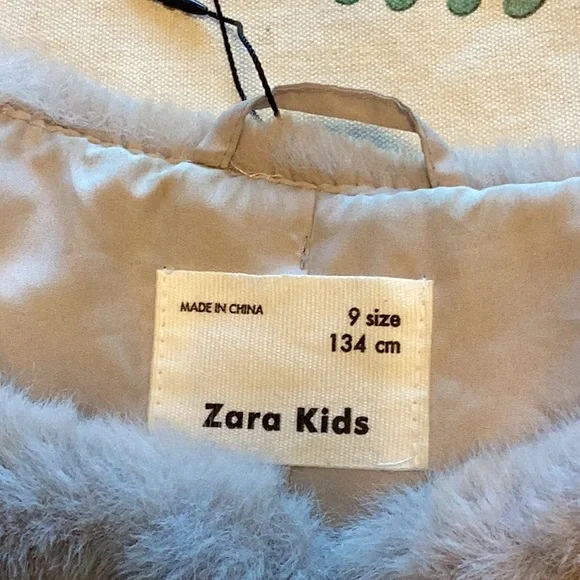 MADE IN CHINA
9 size
134 cm
Zara Kids